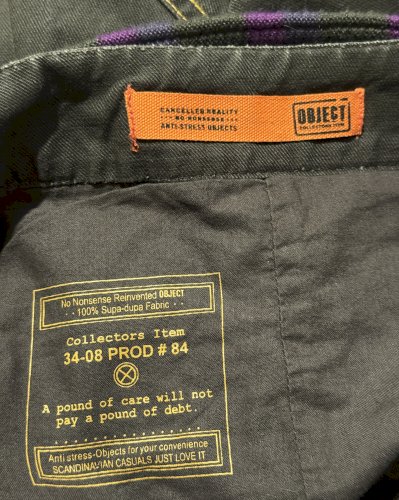 CANCELLED REALITY
-- NO NONSENSE --
ANTI-STRESS OBJECTS
OBJECT
COLLECTORS ITEM
No Nonsense Reinvented OBJECT
-- 100% Supa-dupa Fabric --
Collectors Item
34-08 PROD # 84
A pound of care will not
pay a pound of debt.
Anti stress-Objects for your convenience
SCANDINAVIAN CASUALS JUST LOVE IT